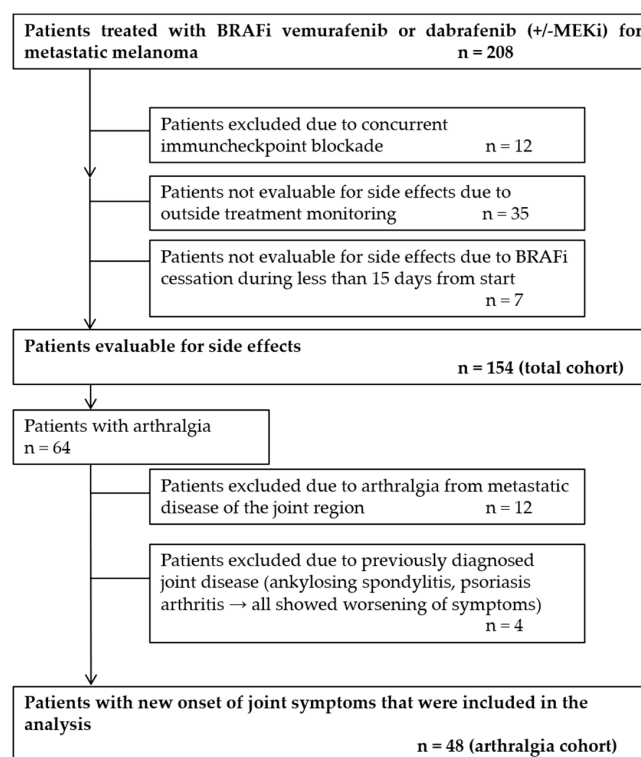 Patients treated with BRAFi vemurafenib or dabrafenib (+/-MEKi) for
metastatic melanoma n = 208
Patients excluded due to concurrent
immuncheckpoint blockade n = 12
Patients not evaluable for side effects due to
outside treatment monitoring n = 35
Patients not evaluable for side effects due to BRAFi
cessation during less than 15 days from start
n = 7
Patients evaluable for side effects
n = 154 (total cohort)
Patients with arthralgia
n = 64
Patients excluded due to arthralgia from metastatic
disease of the joint region n = 12
Patients excluded due to previously diagnosed
joint disease (ankylosing spondylitis, psoriasis
arthritis → all showed worsening of symptoms)
n = 4
Patients with new onset of joint symptoms that were included in the
analysis
n = 48 (arthralgia cohort)